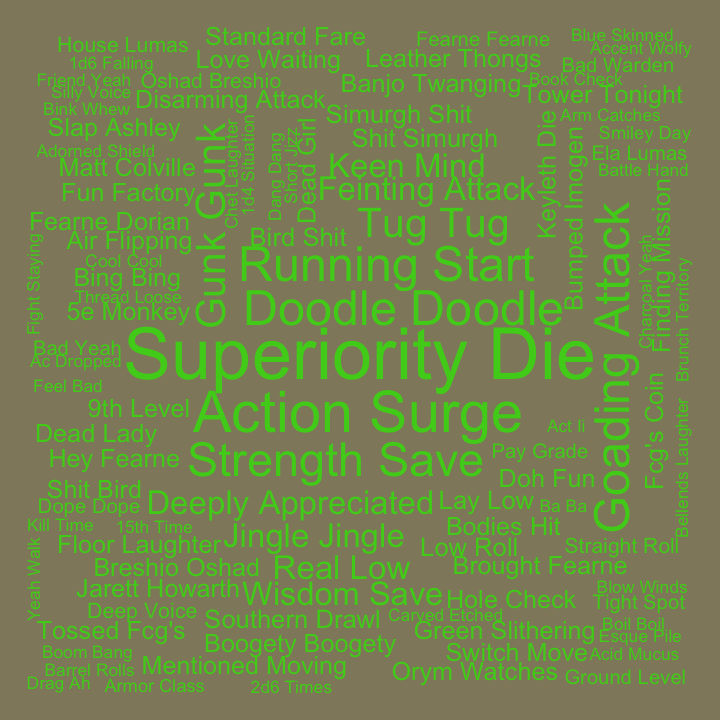 House Lumas
Standard Fare
Fearne Fearne
Blue Skinned
Accent Wolfy
1d6 Falling
Love Waiting
Leather Thongs
Bad Warden
Friend Yeah
Oshad Breshio
Banjo Twanging
Book Check
Silly Voice
Disarming Attack
Tower Tonight
Bink Whew
Simurgh Shit
Arm Catches
Slap Ashley
Shit Simurgh
Smiley Day
Adorned Shield
Ela Lumas
Matt Colville
Keen Mind
Battle Hand
Fun Factory
Feinting Attack
Gunk Gunk
Chet Laughter
1d4 Situation
Dang Dang
Short Jizz
Dead Girl
Keyleth Die
Bumped Imogen
Fearne Dorian
Tug Tug
Air Flipping
Bird Shit
Cool Cool
Running Start
Bing Bing
Thread Loose
5e Monkey
Doodle Doodle
Fight Staying
Goading Attack
Charcoal Yeah
Finding Mission
Brunch Territory
Bad Yeah
Ac Dropped
Superiority Die
Feel Bad
9th Level
Action Surge
Act Ii
Dead Lady
Hey Fearne
Strength Save
Pay Grade
Fcg's Coin
Bellends Laughter
Doh Fun
Shit Bird
Dope Dope
Deeply Appreciated
Lay Low
Ba Ba
Kill Time
15th Time
Bodies Hit
Floor Laughter
Jingle Jingle
Low Roll
Straight Roll
Yeah Walk
Breshio Oshad
Real Low
Brought Fearne
Jarett Howarth
Wisdom Save
Hole Check
Blow Winds
Tight Spot
Deep Voice
Southern Drawl
Carved Etched
Boil Boil
Tossed Fcg's
Green Slithering
Esque Pile
Boogety Boogety
Switch Move
Acid Mucus
Boom Bang
Barrel Rolls
Mentioned Moving
Orym Watches
Ground Level
Drag Ah
Armor Class
2d6 Times